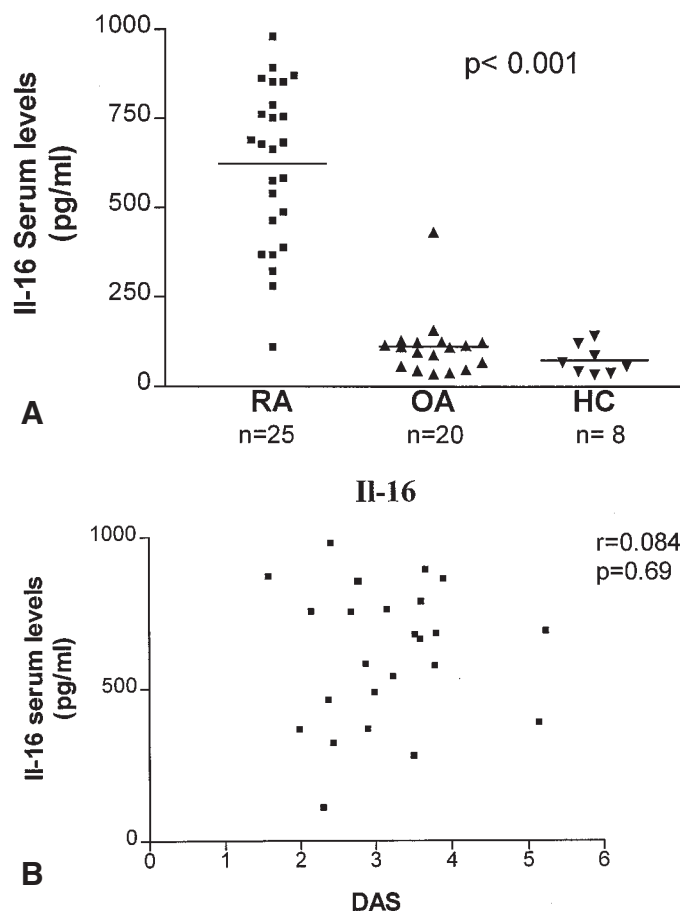 1000
750
500
250
0
Il-16 Serum levels
(pg/ml)
p< 0.001
RA
OA
HC
n=25
n=20
n= 8
A
Il-16
1000
500
0
Il-16 serum levels
(pg/ml)
r=0.084
p=0.69
0 1 2 3 4 5 6
DAS
B